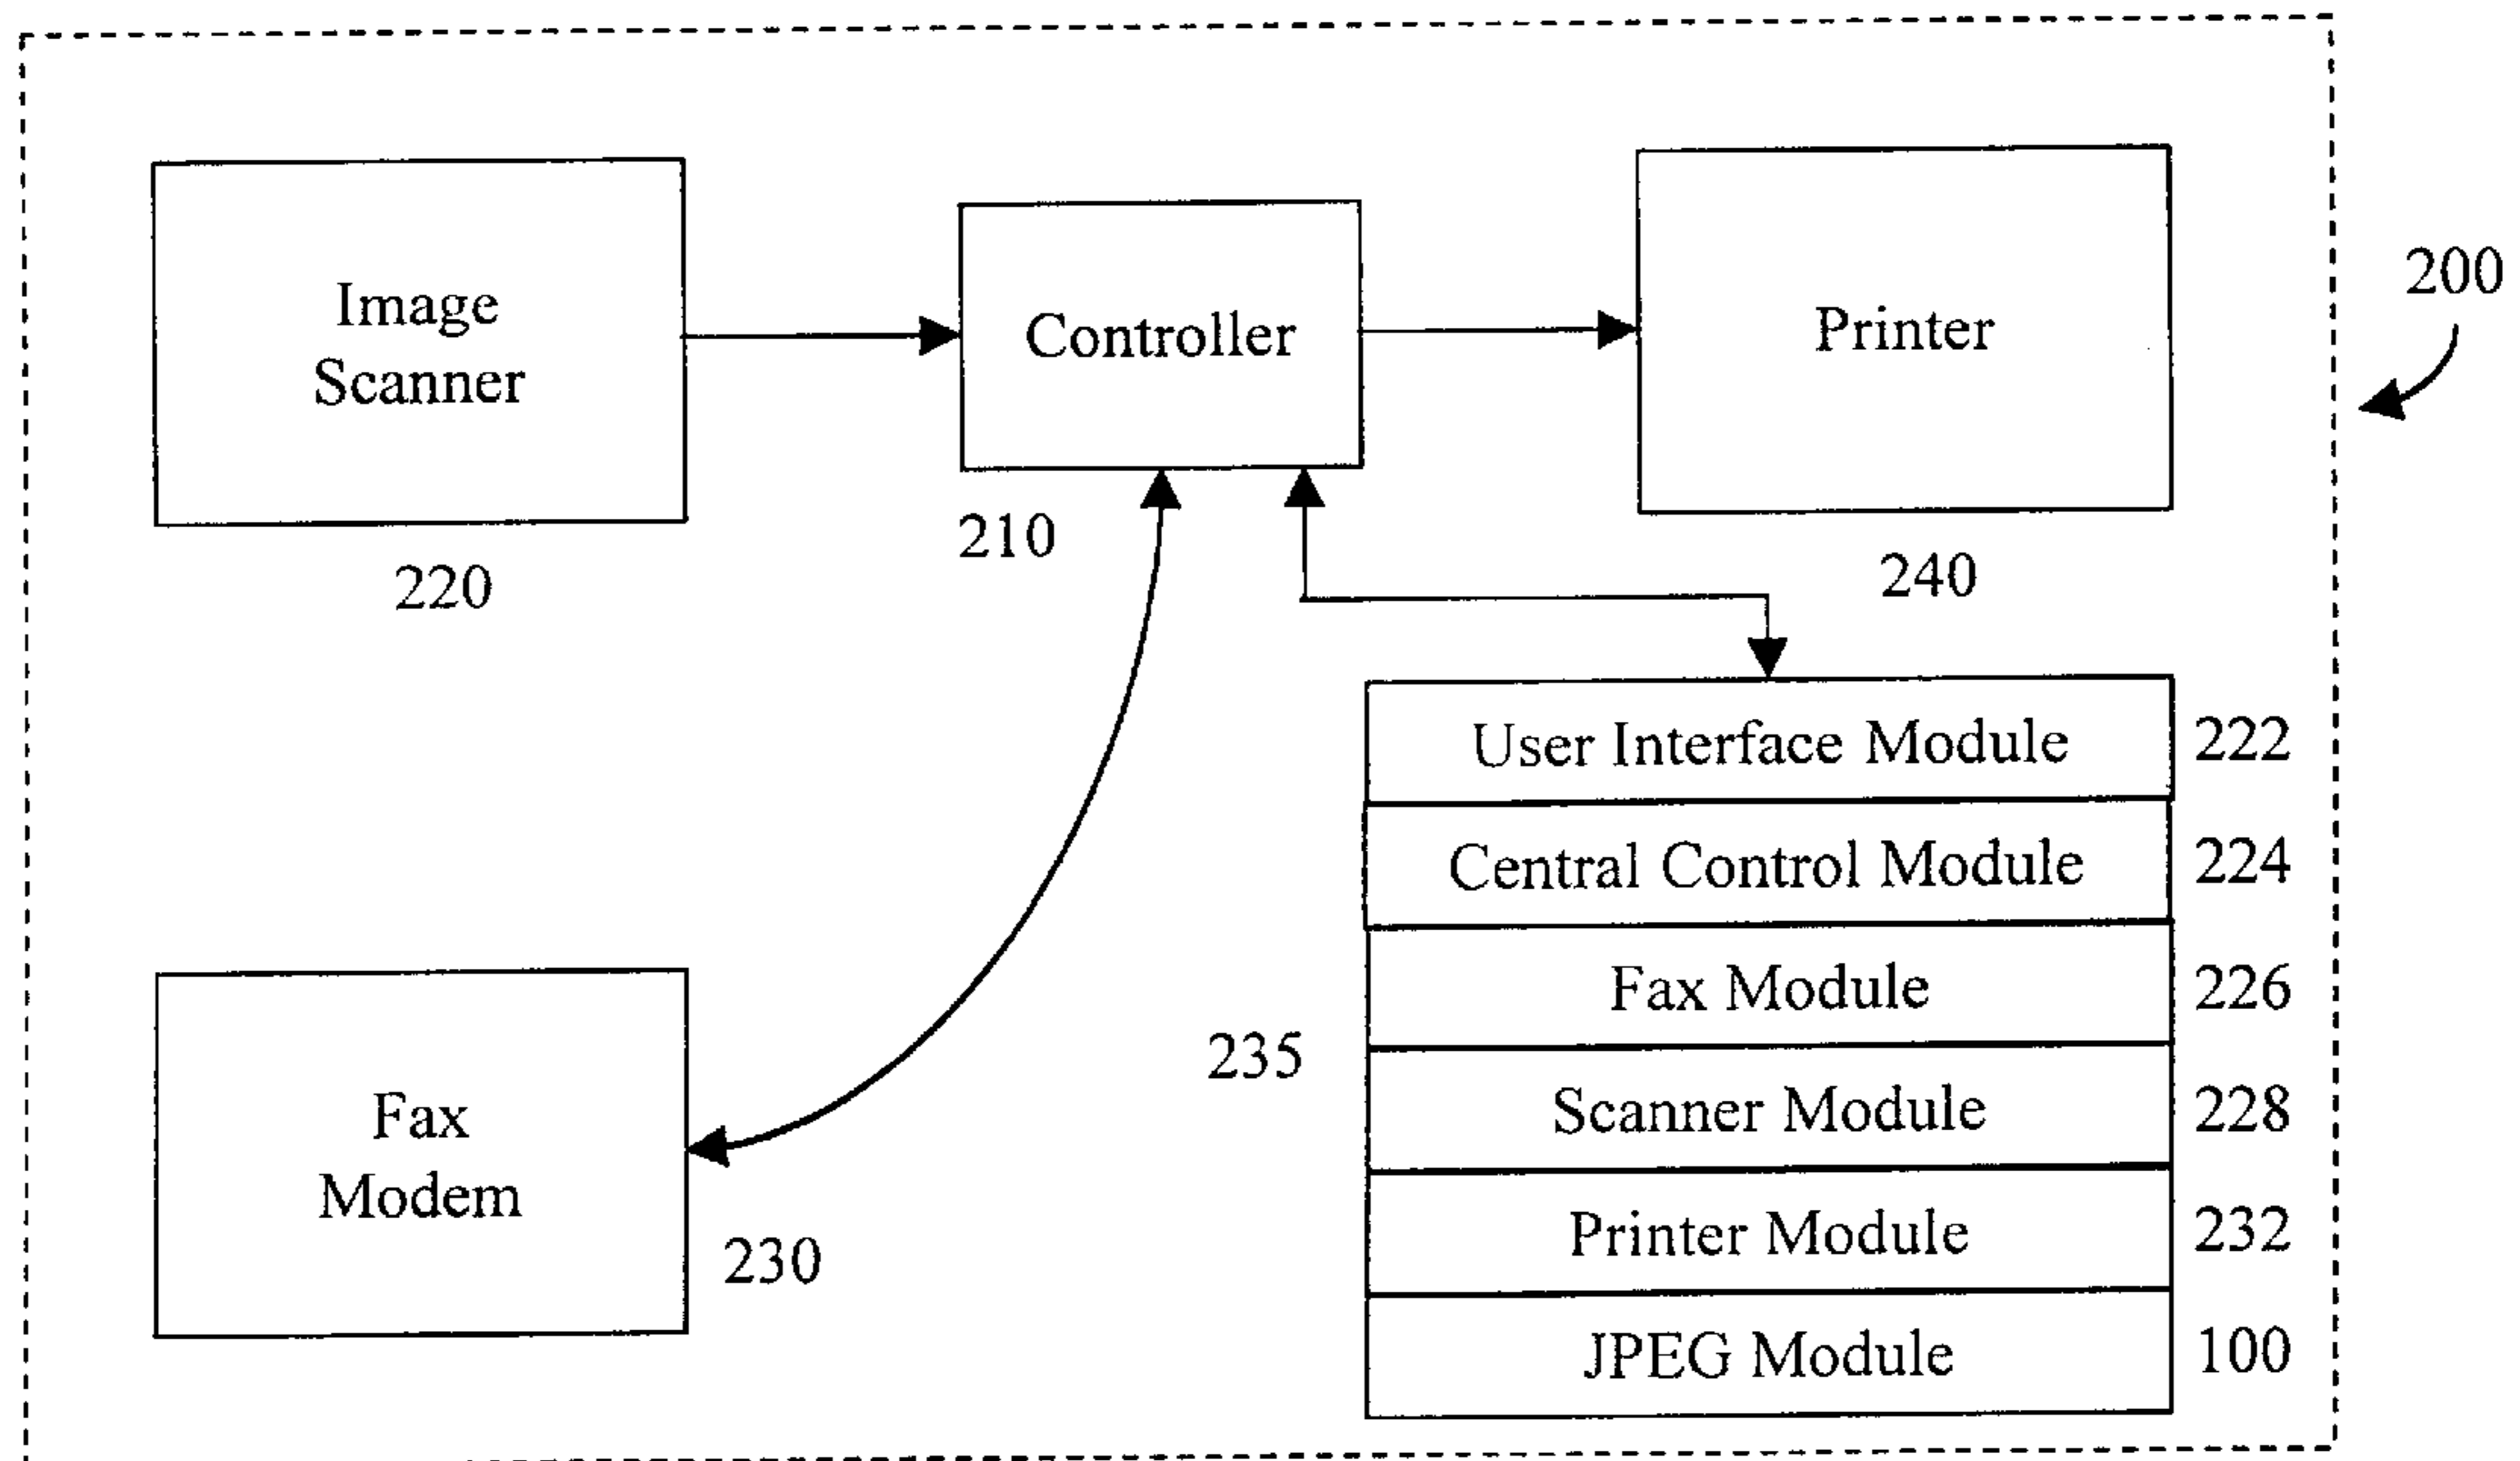 Image
Scanner
220
Controller
210
Printer
240
200
User Interface Module 222
Central Control Module 224
Fax Module 226
Scanner Module 228
Printer Module 232
JPEG Module 100
235
Fax
Modem
230